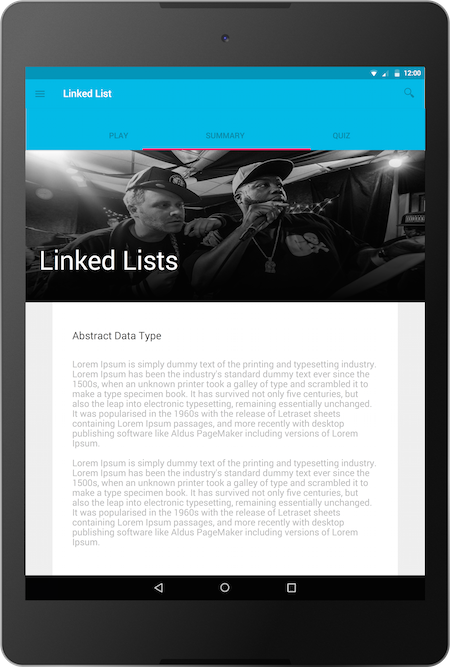 12:00
Linked List
PLAY SUMMARY QUIZ
Linked Lists
Abstract Data Type
Lorem Ipsum is simply dummy text of the printing and typesetting industry.
Lorem Ipsum has been the industry's standard dummy text ever since the
1500s, when an unknown printer took a galley of type and scrambled it to
make a type specimen book. It has survived not only five centuries, but
also the leap into electronic typesetting, remaining essentially unchanged.
It was popularised in the 1960s with the release of Letraset sheets
containing Lorem Ipsum passages, and more recently with desktop
publishing software like Aldus PageMaker including versions of Lorem
Ipsum.
Lorem Ipsum is simply dummy text of the printing and typesetting industry.
Lorem Ipsum has been the industry's standard dummy text ever since the
1500s, when an unknown printer took a galley of type and scrambled it to
make a type specimen book. It has survived not only five centuries, but
also the leap into electronic typesetting, remaining essentially unchanged.
It was popularised in the 1960s with the release of Letraset sheets
containing Lorem Ipsum passages, and more recently with desktop
publishing software like Aldus PageMaker including versions of Lorem
Ipsum.